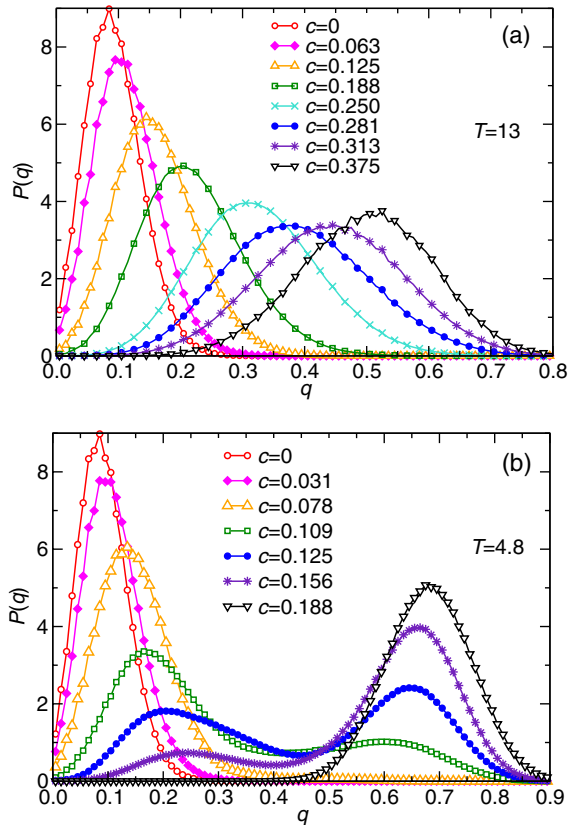 (a)
c=0
c=0.063
c=0.125
c=0.188
c=0.250
c=0.281
c=0.313
c=0.375
T=13
P(q)
8
6
4
2
0
0.0 0.1 0.2 0.3 0.4 0.5 0.6 0.7 0.8
q
(b)
c=0
c=0.031
c=0.078
c=0.109
c=0.125
c=0.156
c=0.188
T=4.8
P(q)
8
6
4
2
0
0.0 0.1 0.2 0.3 0.4 0.5 0.6 0.7 0.8 0.9
q